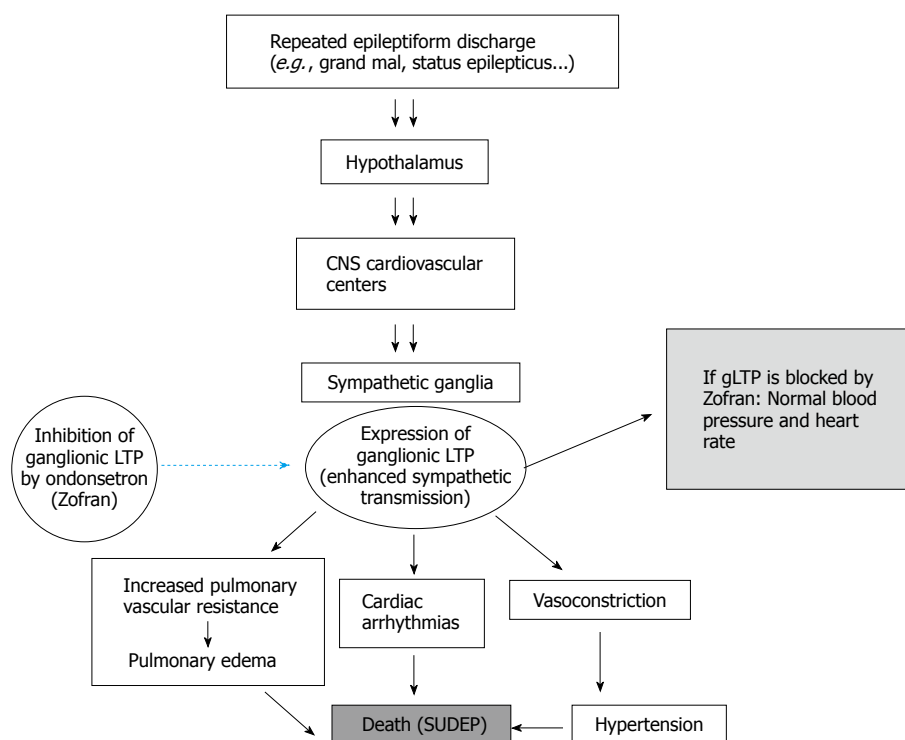 Repeated epileptiform discharge
(e.g., grand mal, status epilepticus...)
Hypothalamus
CNS cardiovascular
centers
Sympathetic ganglia
If gLTP is blocked by
Zofran: Normal blood
pressure and heart
rate
Inhibition of
ganglionic LTP
by ondonsetron
(Zofran)
Expression of
ganglionic LTP
(enhanced sympathetic
transmission)
Increased pulmonary
vascular resistance
Pulmonary edema
Cardiac
arrhythmias
Vasoconstriction
Death (SUDEP)
Hypertension